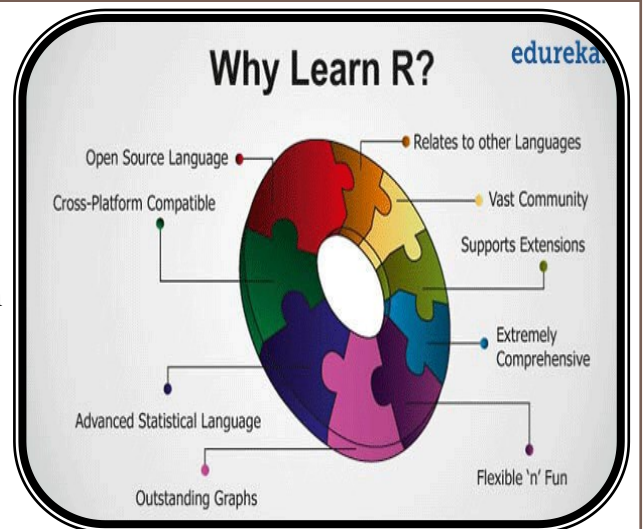 edureka!
Why Learn R?
Open Source Language
Relates to other Languages
Cross-Platform Compatible
Vast Community
Supports Extensions
Extremely
Comprehensive
Advanced Statistical Language
Flexible 'n' Fun
Outstanding Graphs